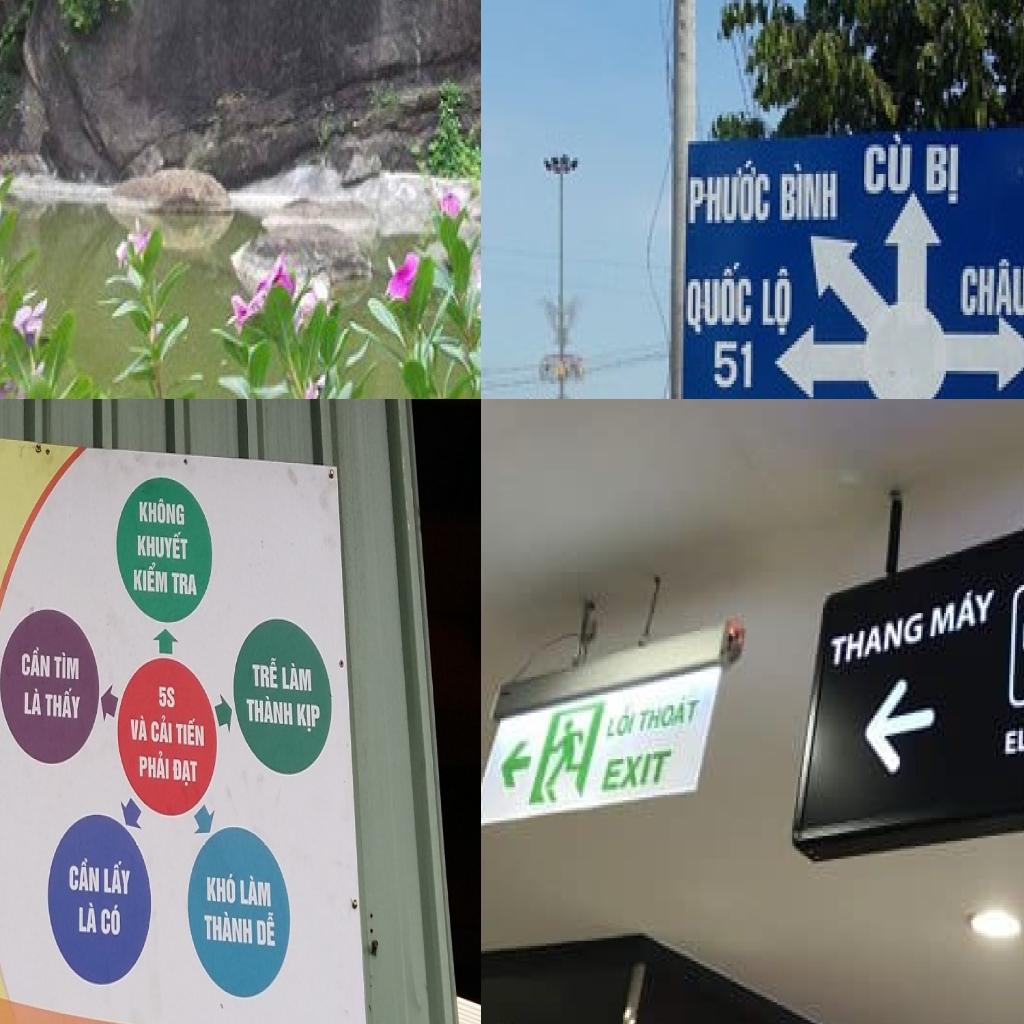 CÙ BỊ
PHƯỚC BÌNH
QUỐC LỘ
51
CHÂU
KHÔNG
KHUYẾT
KIỂM TRA
CẦN TÌM
LÀ THẤY
5S
VÀ CẢI TIẾN
PHẢI ĐẠT
TRỄ LÀM
THÀNH KỊP
CẦN LẤY
LÀ CÓ
KHÓ LÀM
THÀNH DỄ
LỐI THOÁT
EXIT
THANG MÁY